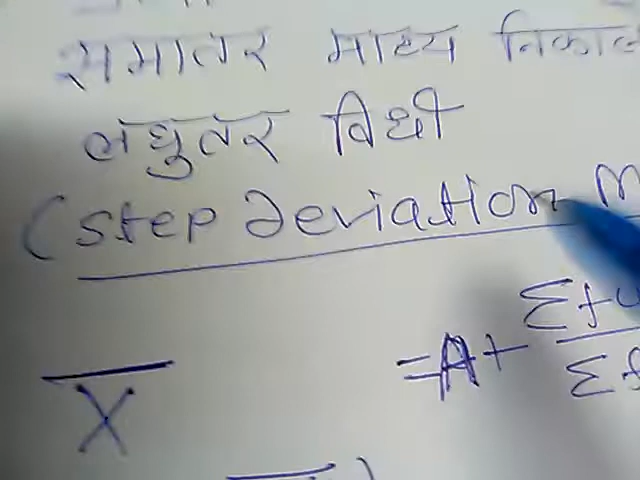 समातर माध्य
लघुतर विधी
(step deviation
X = A + Σf
Σf